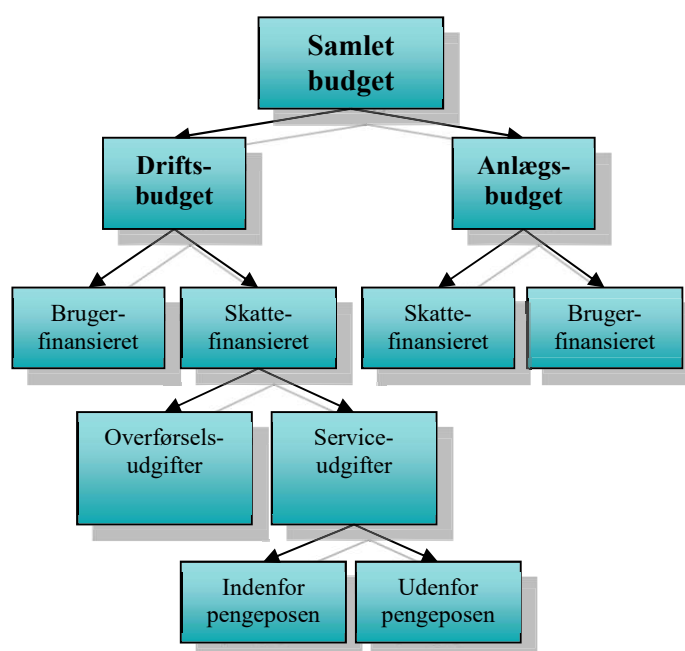 Samlet
budget
Drifts-
budget
Anlægs-
budget
Bruger-
finansieret
Skatte-
finansieret
Skatte-
finansieret
Bruger-
finansieret
Overførsels-
udgifter
Service-
udgifter
Indenfor
pengeposen
Udenfor
pengeposen